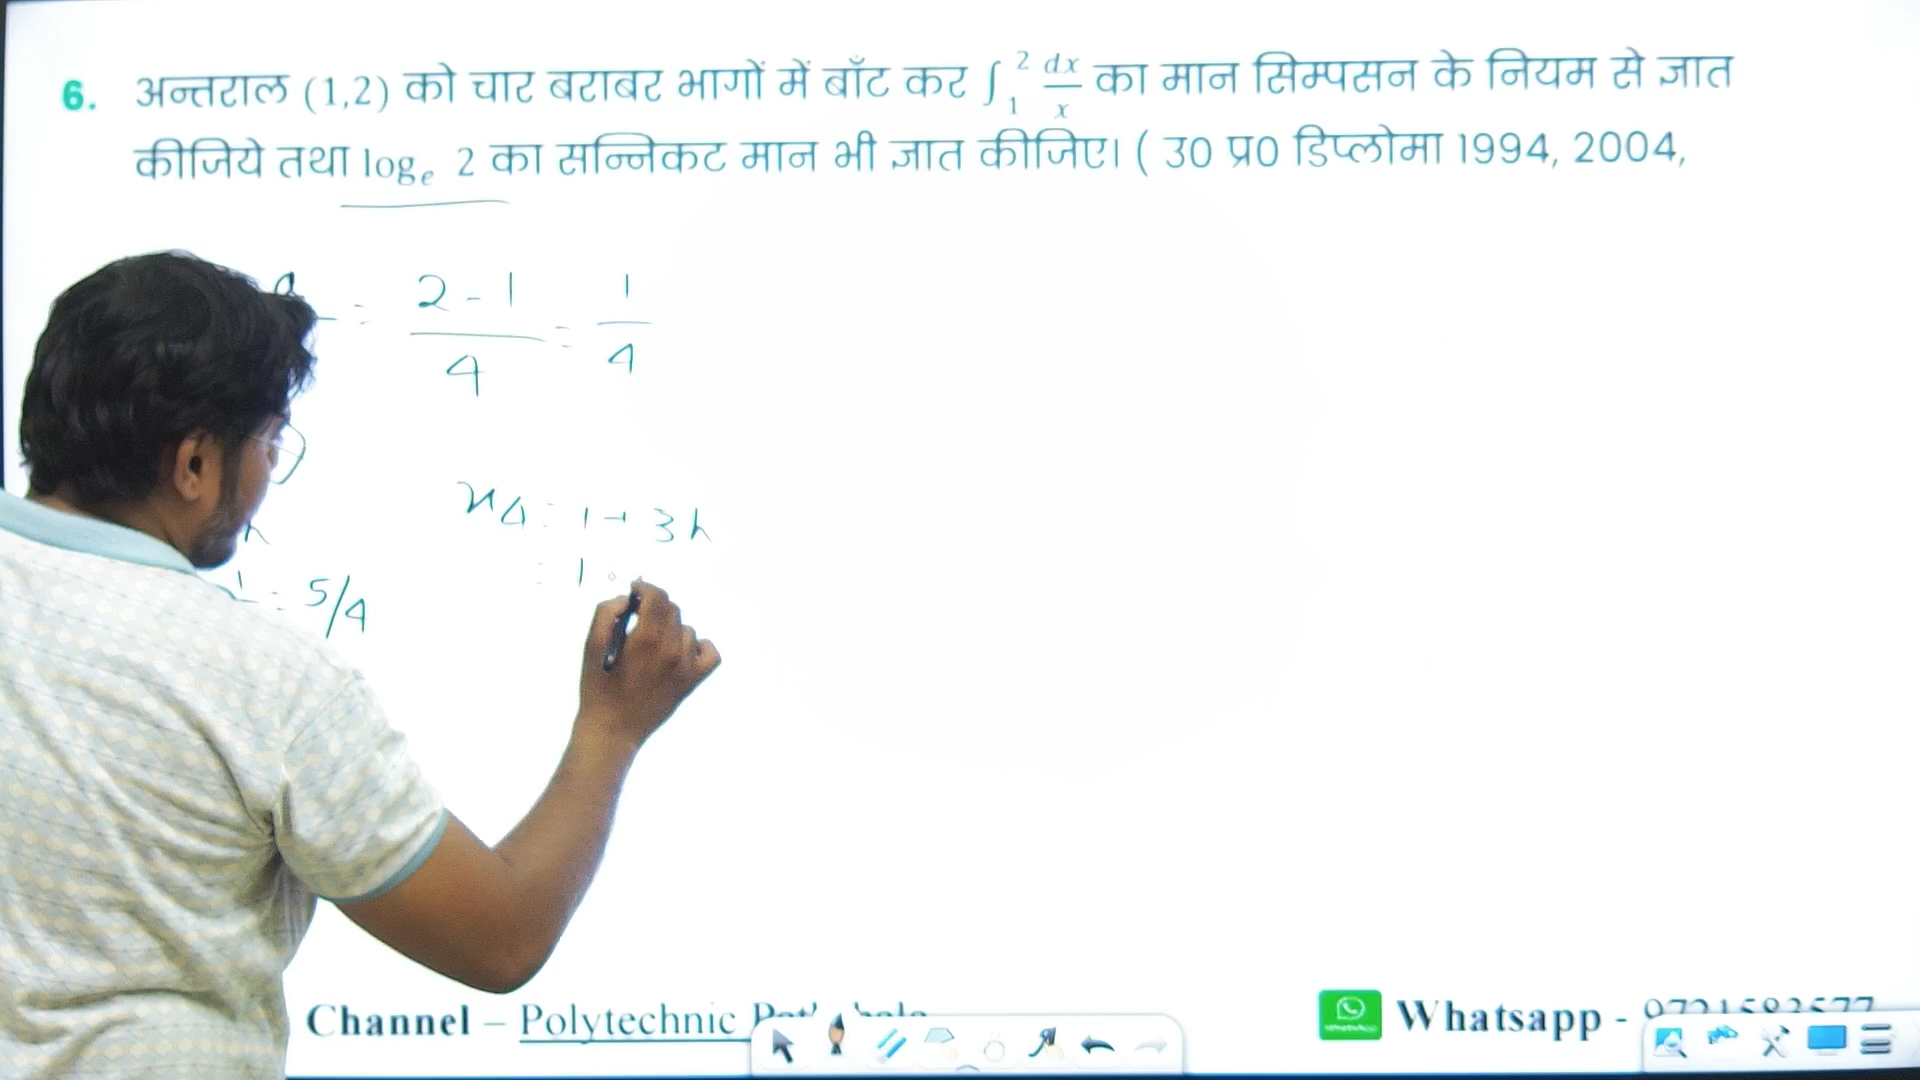 6. अन्तराल (1,2) को चार बराबर भागों में बाँट कर ∫₁² dx/x का मान सिम्पसन के नियम से ज्ञात
कीजिये तथा logₑ 2 का सन्निकट मान भी ज्ञात कीजिए। ( उ0 प्र0 डिप्लोमा 1994, 2004,
= 2-1/4 = 1/4
x4 = 1+3h
= 1
= 5/4
Channel – Polytechnic
Whatsapp -